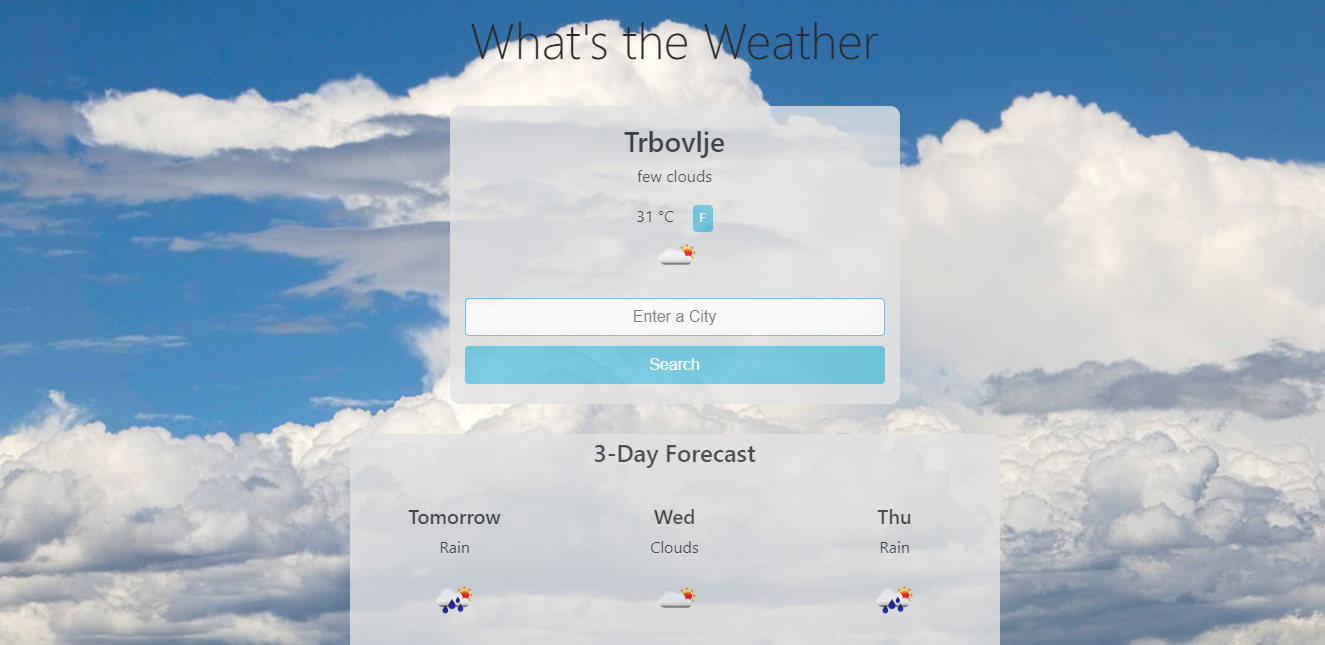 What's the Weather
Trbovlje
few clouds
31 °C F
Enter a City
Search
3-Day Forecast
Tomorrow Wed Thu
Rain Clouds Rain